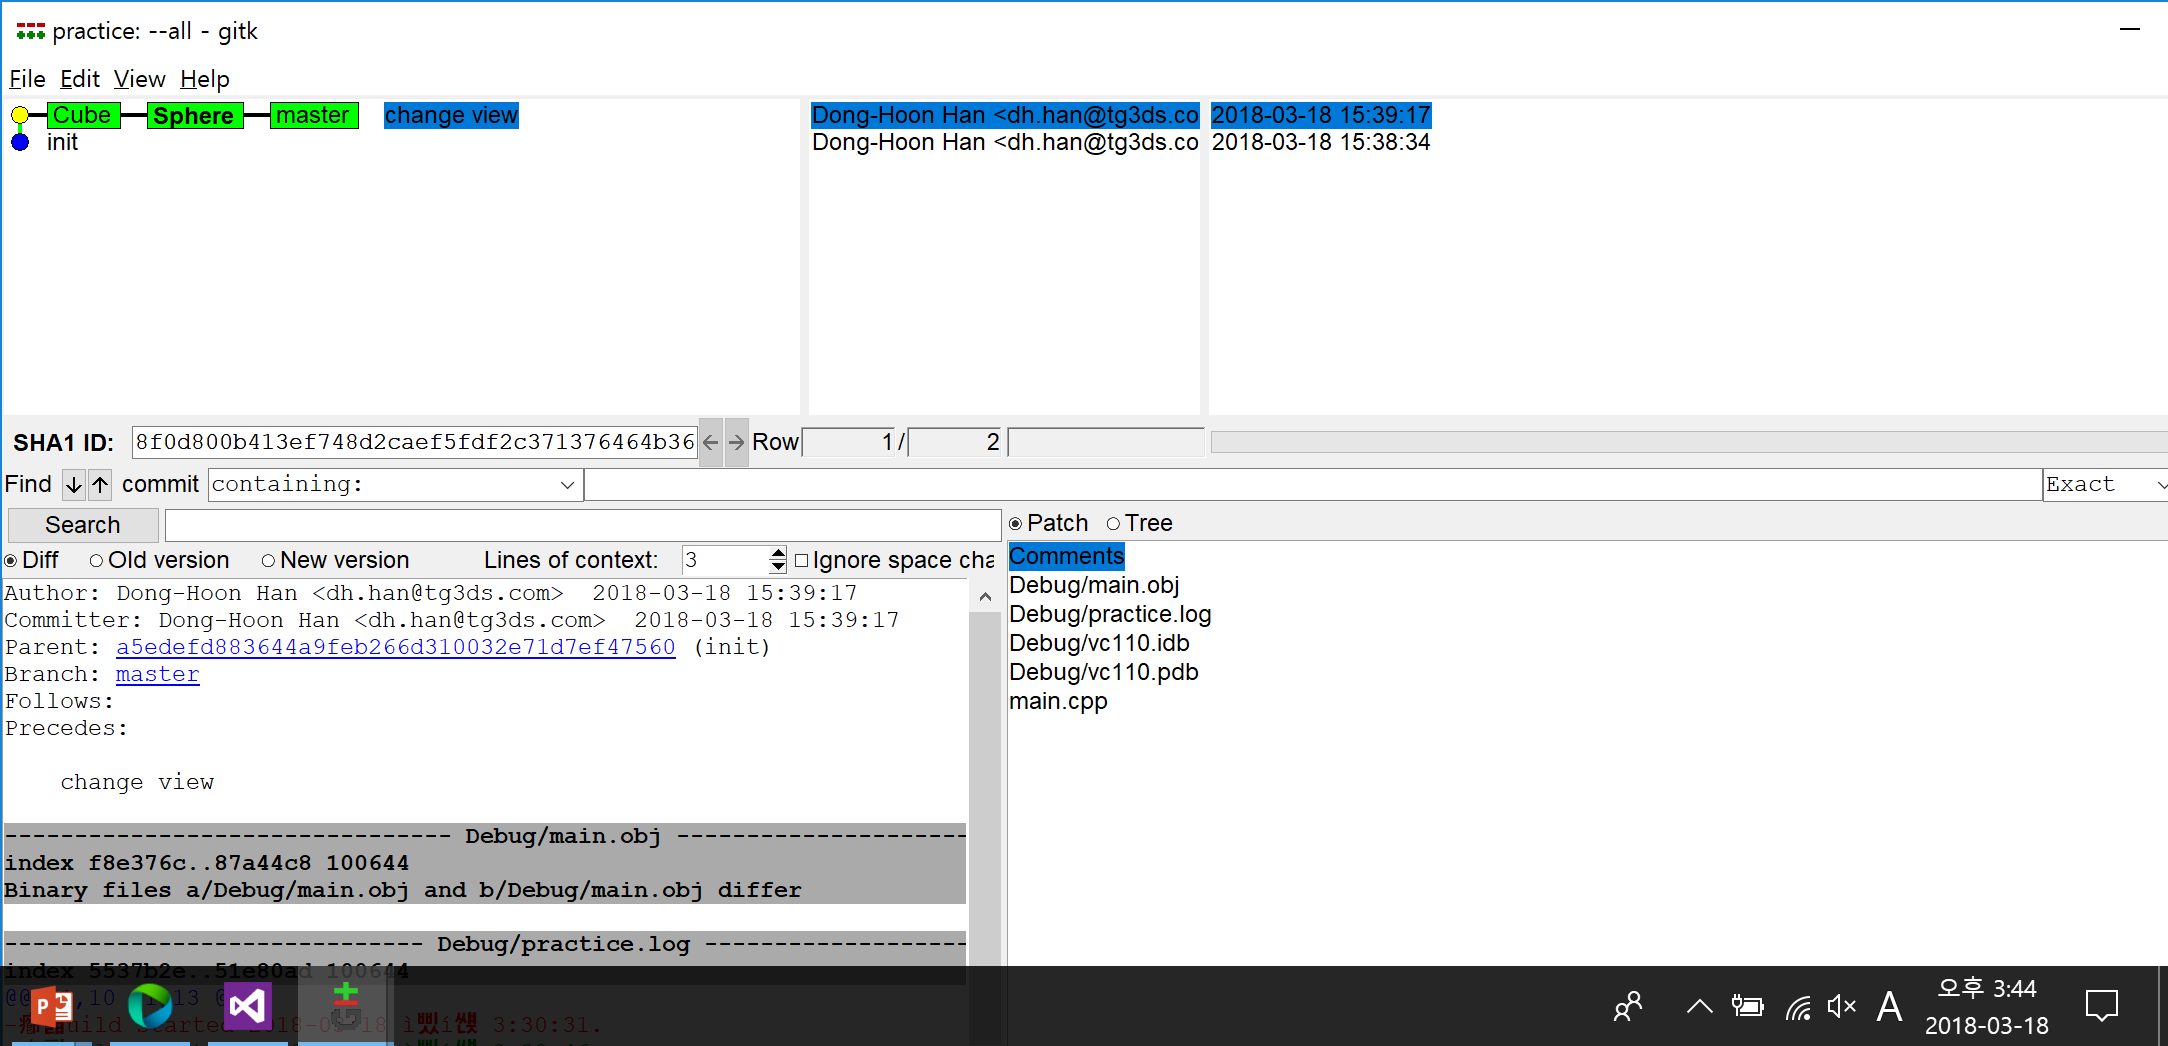 practice: --all - gitk
File Edit View Help
Cube Sphere master change view Dong-Hoon Han <dh.han@tg3ds.co 2018-03-18 15:39:17
init Dong-Hoon Han <dh.han@tg3ds.co 2018-03-18 15:38:34
SHA1 ID: 8f0d800b413ef748d2caef5fdf2c371376464b36 ← → Row 1 / 2
Find ↓ ↑ commit containing: Exact
Search
Patch Tree
Diff Old version New version Lines of context: 3 Ignore space cha
Comments
Debug/main.obj
Debug/practice.log
Debug/vc110.idb
Debug/vc110.pdb
main.cpp
Author: Dong-Hoon Han <dh.han@tg3ds.com> 2018-03-18 15:39:17
Committer: Dong-Hoon Han <dh.han@tg3ds.com> 2018-03-18 15:39:17
Parent: a5edefd883644a9feb266d310032e71d7ef47560 (init)
Branch: master
Follows:
Precedes:
change view
-------------------------------- Debug/main.obj ---------------------
index f8e376c..87a44c8 100644
Binary files a/Debug/main.obj and b/Debug/main.obj differ
------------------------------ Debug/practice.log -------------------
index 5537b2e..51e80ad 100644
3:30:31.
A
오후 3:44
2018-03-18